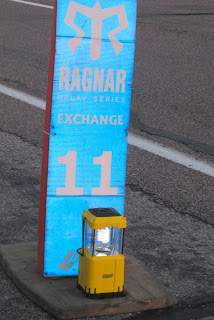 RAGNAR
RELAY SERIES
EXCHANGE
11